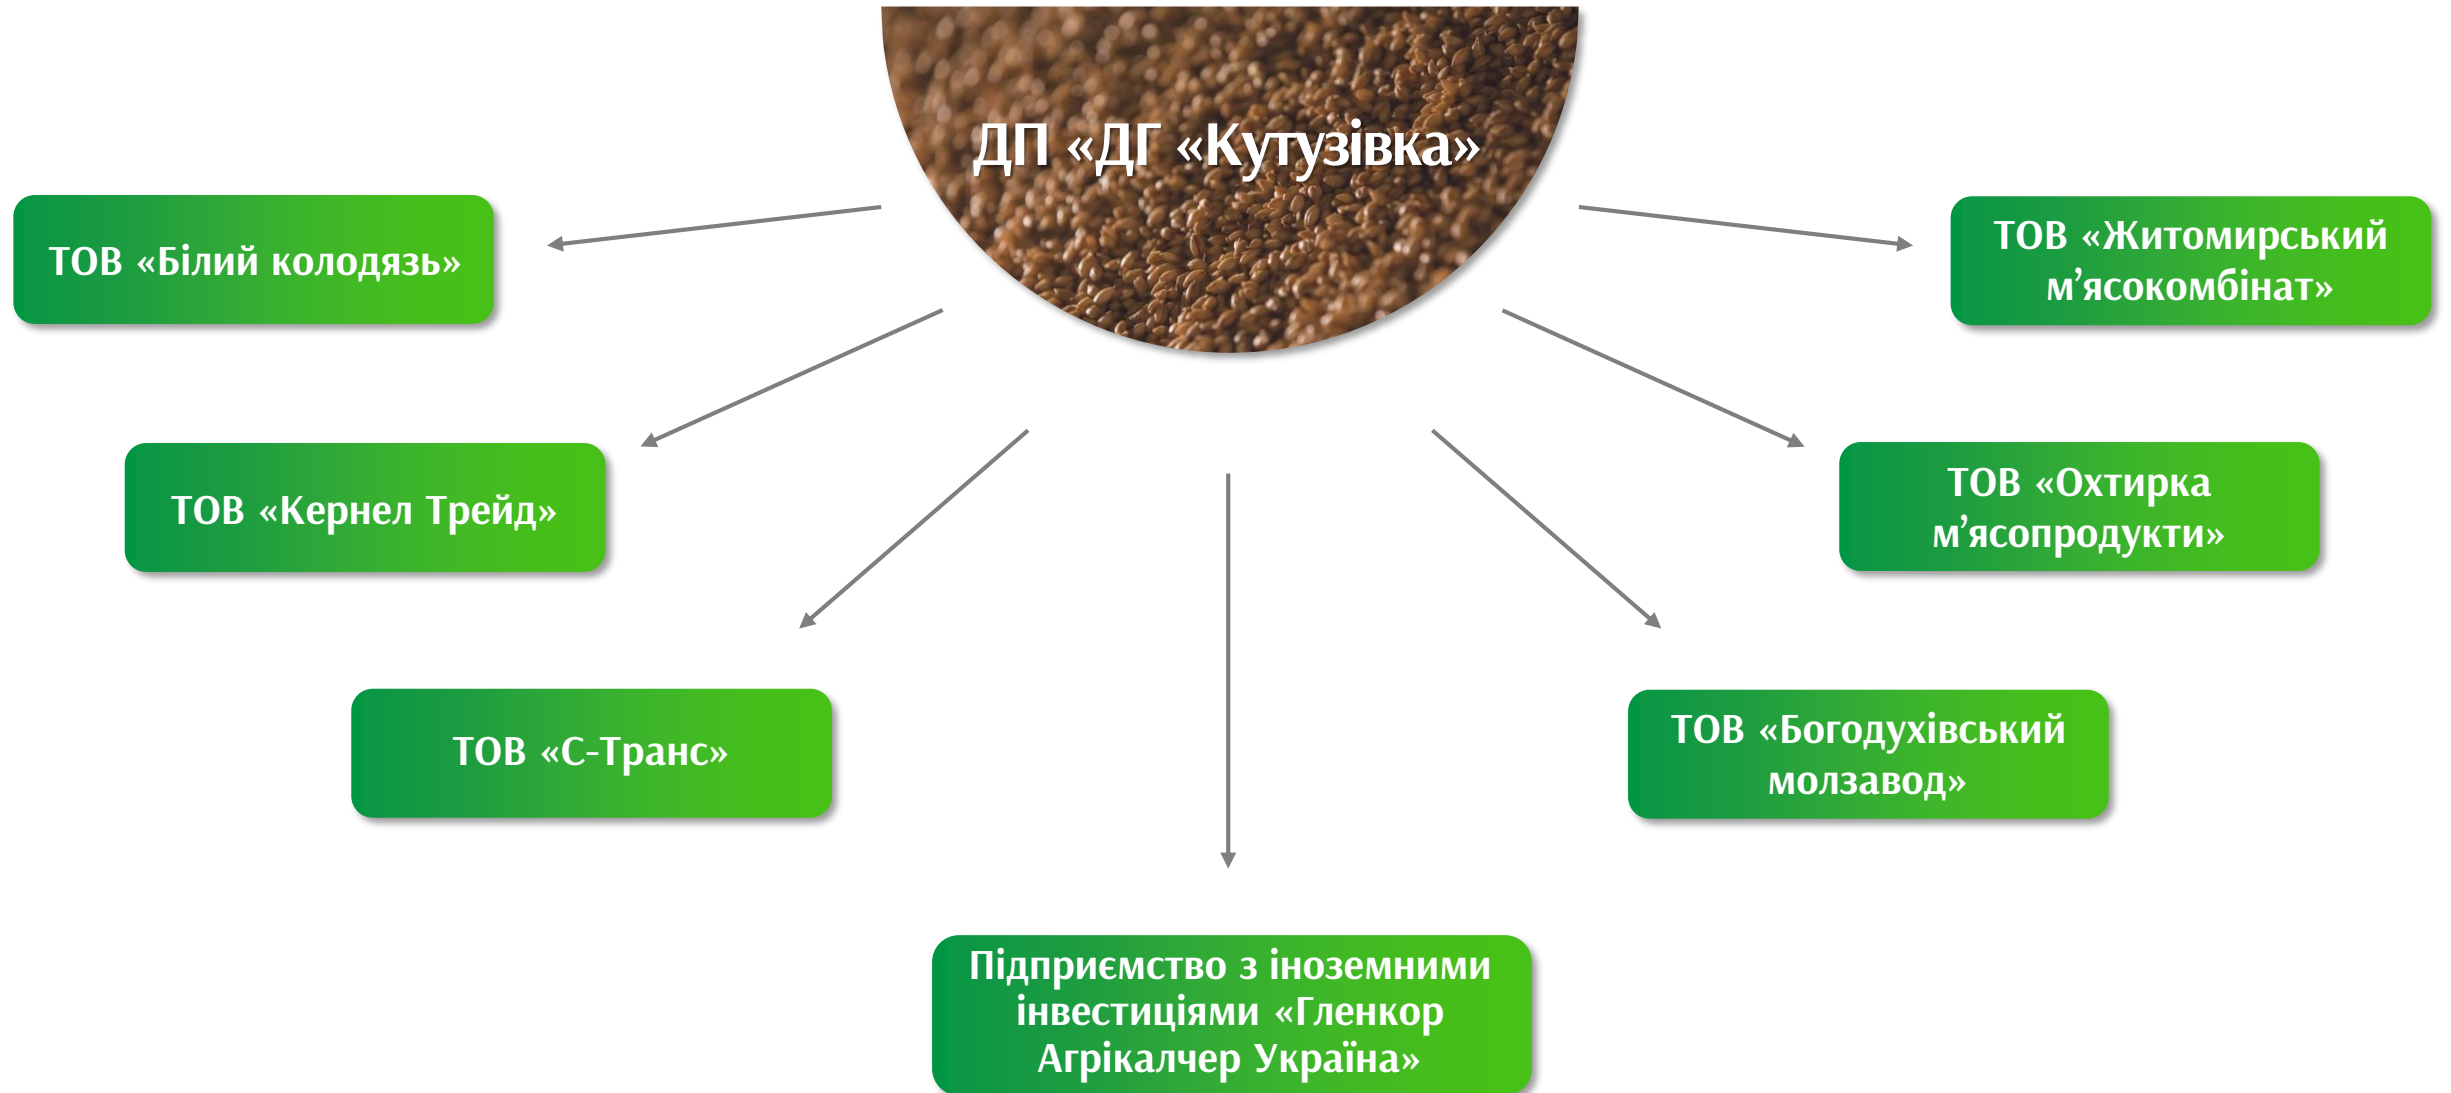 ДП «ДГ «Кутузівка»
ТОВ «Білий колодязь»
ТОВ «Житомирський
м’ясокомбінат»
ТОВ «Кернел Трейд»
ТОВ «Охтирка
м’ясопродукти»
ТОВ «С-Транс»
ТОВ «Богодухівський
молзавод»
Підприємство з іноземними
інвестиціями «Гленкор
Агрікалчер Україна»